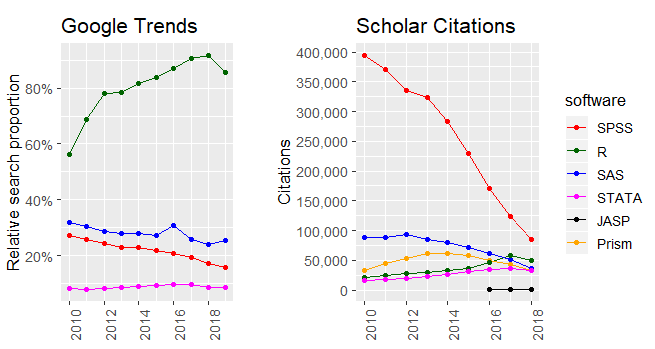 Google Trends
Relative search proportion
80%
60%
40%
20%
2010
2012
2014
2016
2018
Scholar Citations
Citations
400,000
350,000
300,000
250,000
200,000
150,000
100,000
50,000
0
2010
2012
2014
2016
2018
software
SPSS
R
SAS
STATA
JASP
Prism